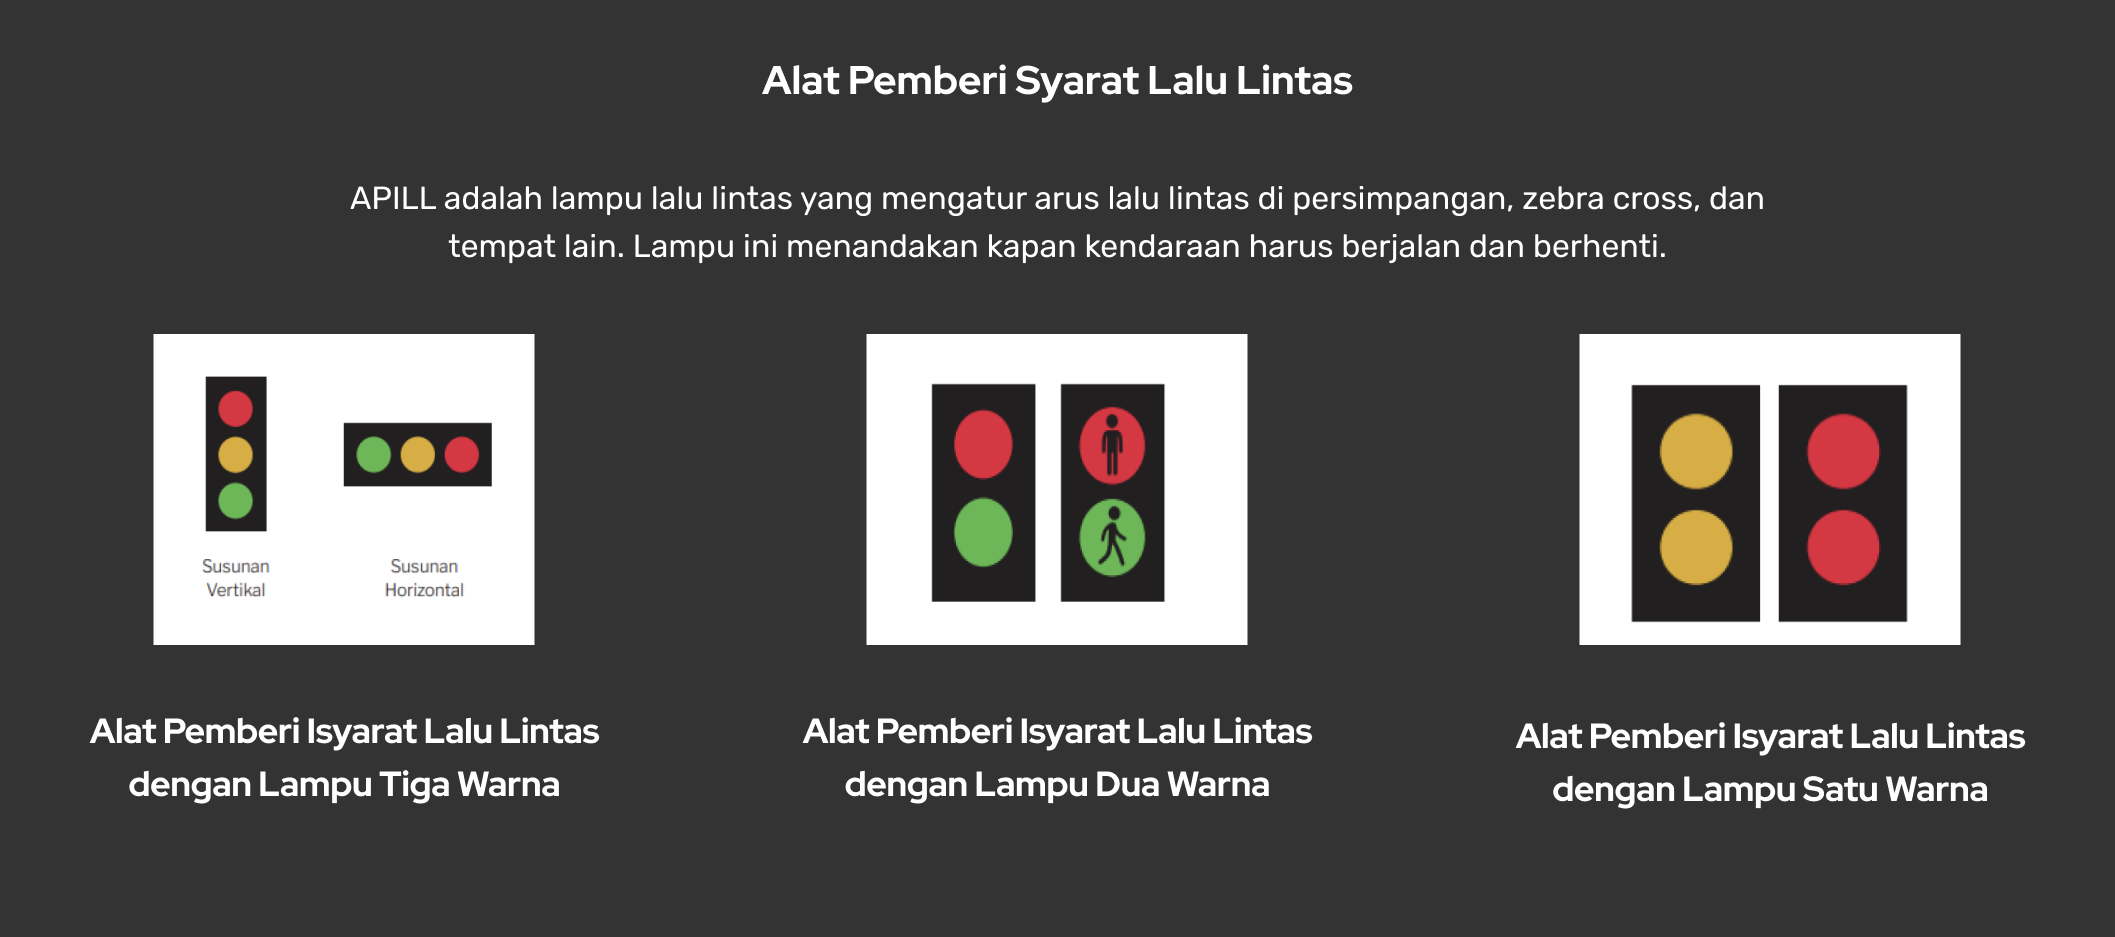 Alat Pemberi Syarat Lalu Lintas
APILL adalah lampu lalu lintas yang mengatur arus lalu lintas di persimpangan, zebra cross, dan
tempat lain. Lampu ini menandakan kapan kendaraan harus berjalan dan berhenti.
Susunan
Vertikal
Susunan
Horizontal
Alat Pemberi Isyarat Lalu Lintas
dengan Lampu Tiga Warna
Alat Pemberi Isyarat Lalu Lintas
dengan Lampu Dua Warna
Alat Pemberi Isyarat Lalu Lintas
dengan Lampu Satu Warna